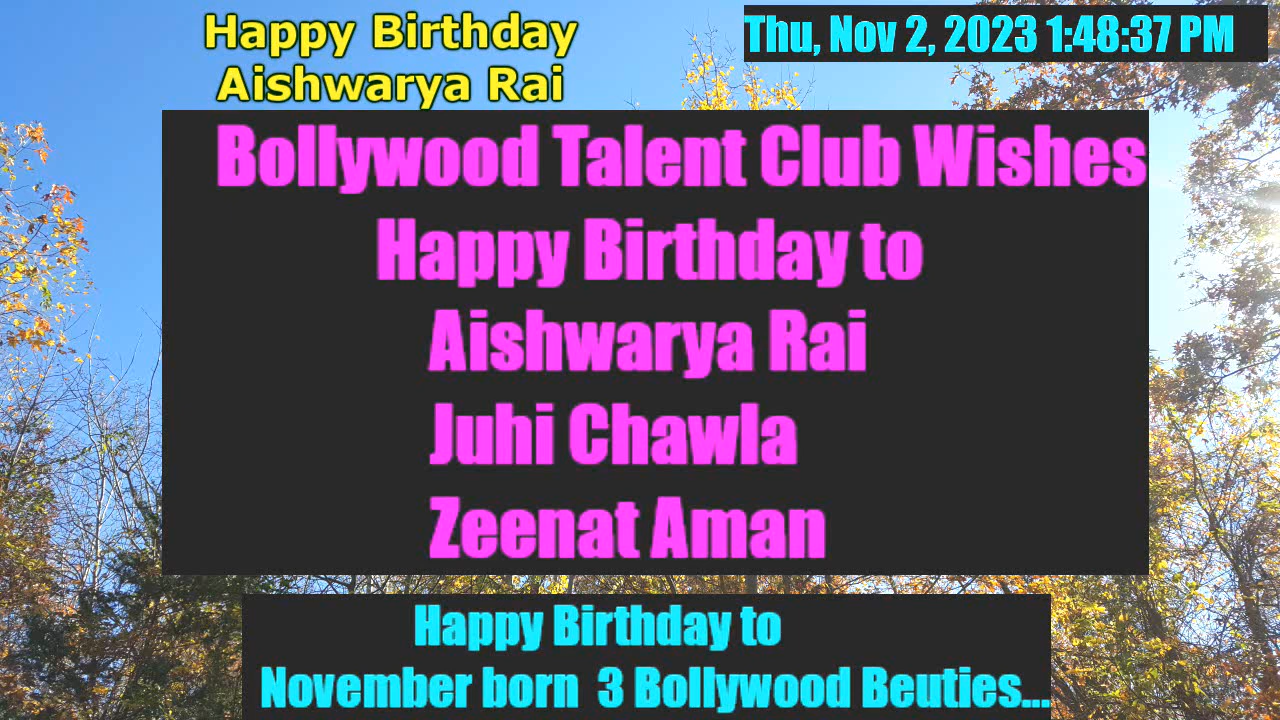 Happy Birthday
Aishwarya Rai
Thu, Nov 2, 2023 1:48:37 PM
Bollywood Talent Club Wishes
Happy Birthday to
Aishwarya Rai
Juhi Chawla
Zeenat Aman
Happy Birthday to
November born 3 Bollywood Beuties...